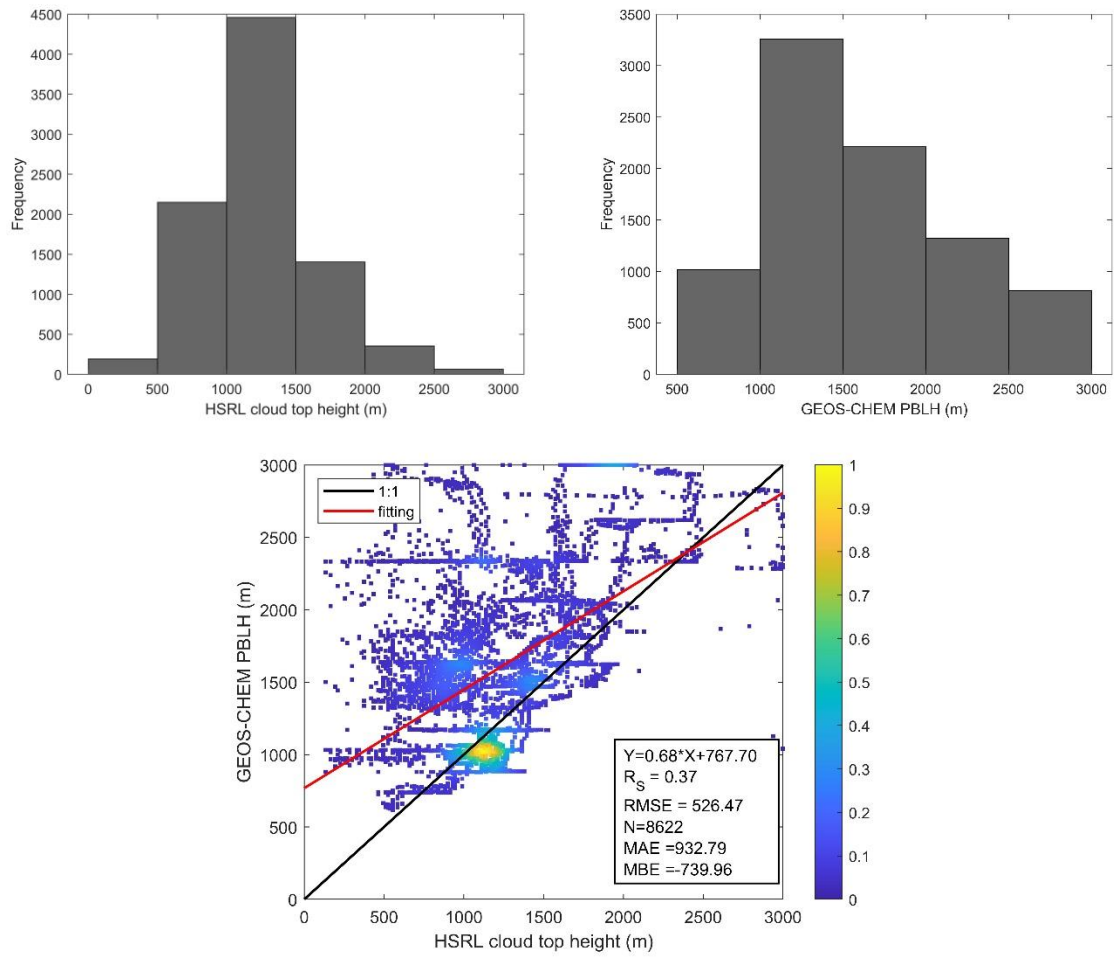 4500
4000
3500
3000
2500
2000
1500
1000
500
0
Frequency
0 500 1000 1500 2000 2500 3000
HSRL cloud top height (m)
3500
3000
2500
2000
1500
1000
500
0
Frequency
500 1000 1500 2000 2500 3000
GEOS-CHEM PBLH (m)
3000
2500
2000
1500
1000
500
0
GEOS-CHEM PBLH (m)
1:1
fitting
Y=0.68*X+767.70
R_S = 0.37
RMSE = 526.47
N=8622
MAE =932.79
MBE =-739.96
0 500 1000 1500 2000 2500 3000
HSRL cloud top height (m)
1
0.9
0.8
0.7
0.6
0.5
0.4
0.3
0.2
0.1
0